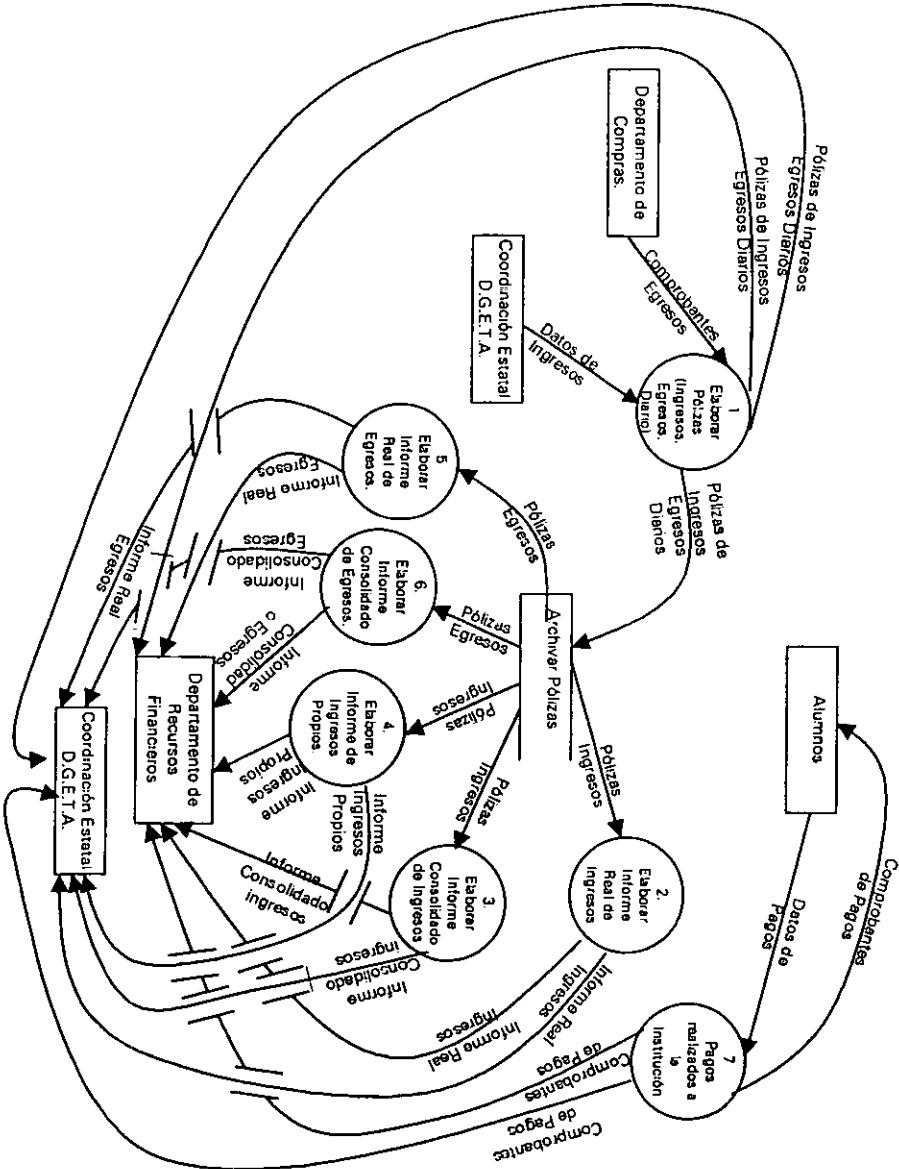 Pólizas de Ingresos
Egresos Diarios
Pólizas de Ingresos
Egresos Diarios
Departamento de
Compras.
Comprobantes
Egresos
Coordinación Estatal
D.G.E.T.A.
Datos de
Ingresos
1
Elaborar
Pólizas
(Ingresos,
Egresos.
Diario)
Pólizas de
Ingresos
Egresos
Diarios
Archivar Pólizas
Alumnos
Comprobantes
de Pagos
Datos de
Pagos
Pólizas
Egresos
Pólizas
Egresos
Pólizas
Ingresos
Pólizas
Ingresos
Pólizas
Ingresos
5
Elaborar
Informe
Real de
Egresos.
6.
Elaborar
Informe
Consolidado
de Egresos.
4.
Elaborar
Informe de
Ingresos
Propios.
3.
Elaborar
Informe
Consolidado
de Ingresos
2.
Elaborar
Informe
Real de
Ingresos
7
Pagos
realizados a
la
Institución
Informe Real
Egresos
Informe Real
Egresos
Informe
Consolidado
Egresos
Informe
Consolidad
o Egresos
Informe
Ingresos
Propios
Informe
Ingresos
Propios
Informe
Consolidado
ingresos
Informe
Consolidado
ingresos
Informe Real
Ingresos
Informe Real
Ingresos
Comprobantes
de Pagos
Comprobantes
de Pagos
Departamento de
Recursos
Financieros
Coordinación Estatal
D.G.E.T.A.